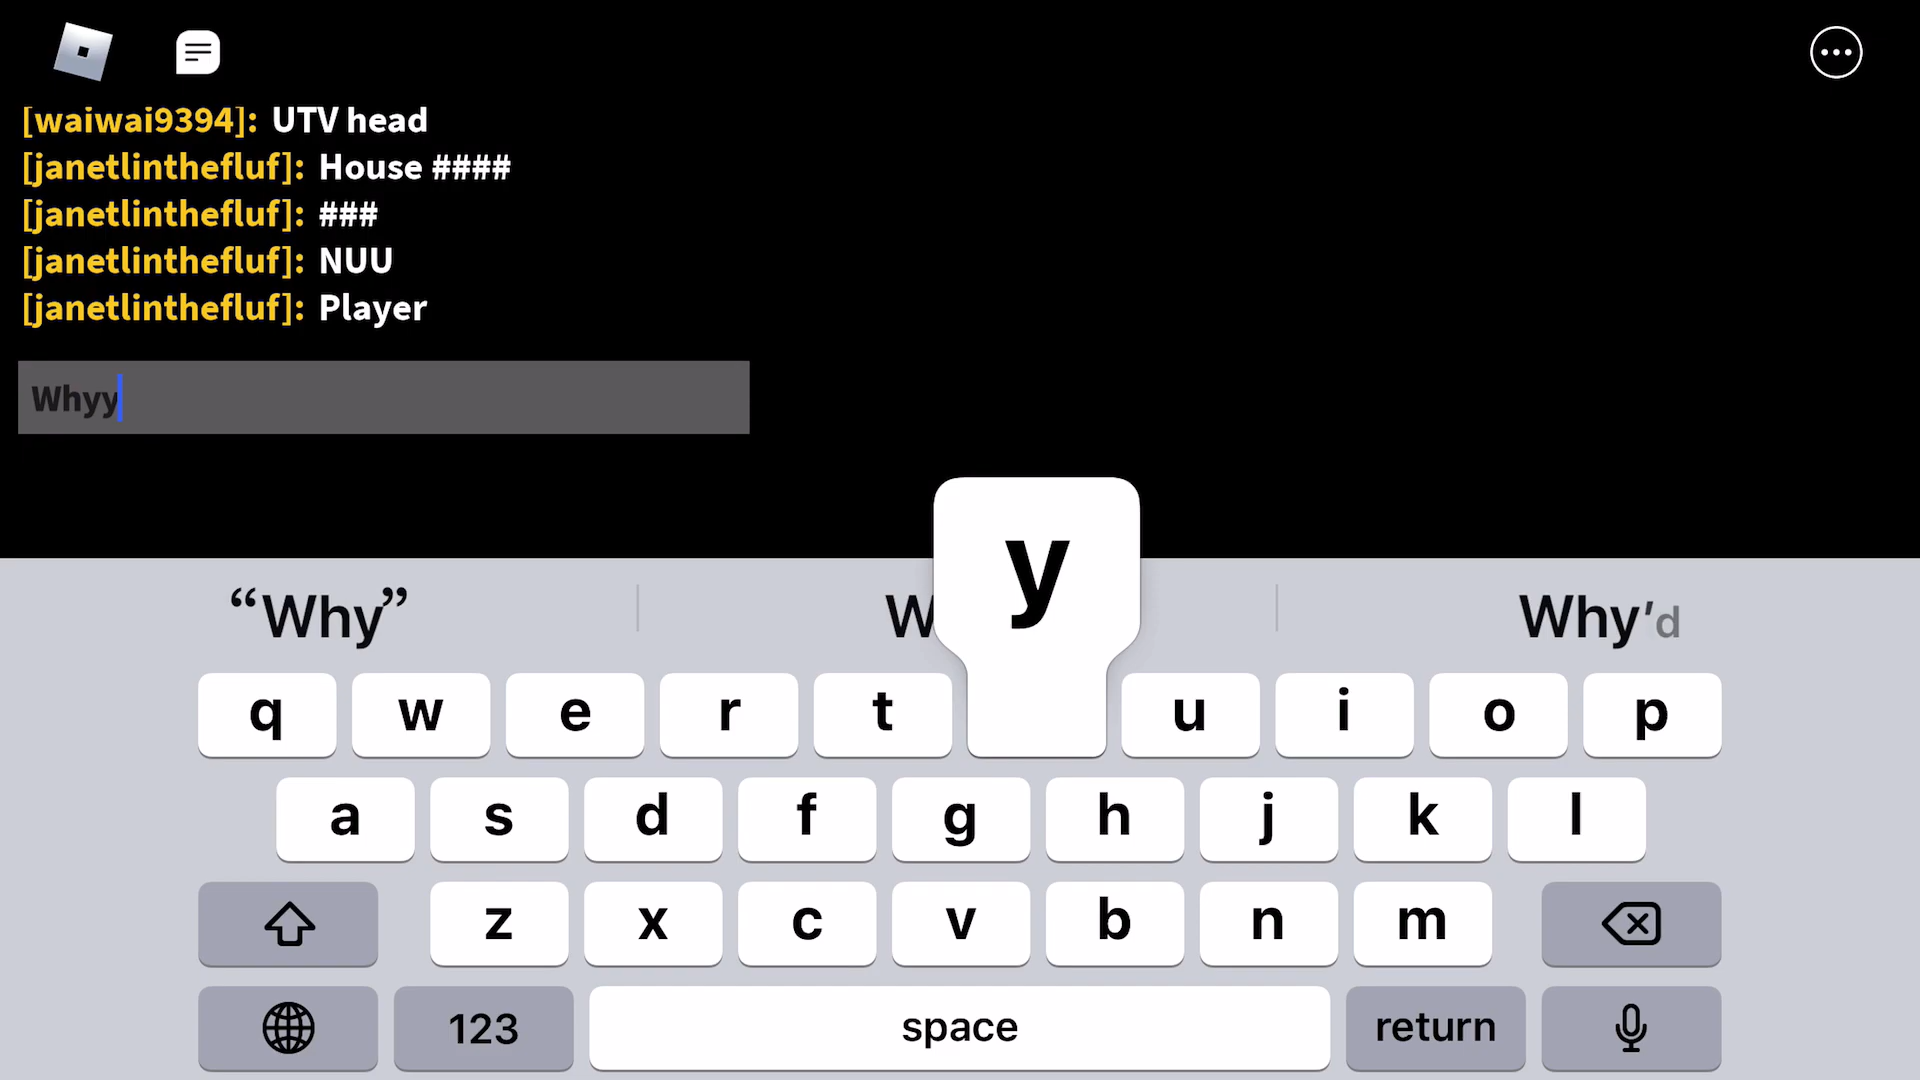 [waiwai9394]: UTV head
[janetlinthefluf]: House ####
[janetlinthefluf]: ###
[janetlinthefluf]: NUU
[janetlinthefluf]: Player
Whyy
“Why” Why’d
y
q w e r t u i o p
a s d f g h j k l
z x c v b n m
123 space return